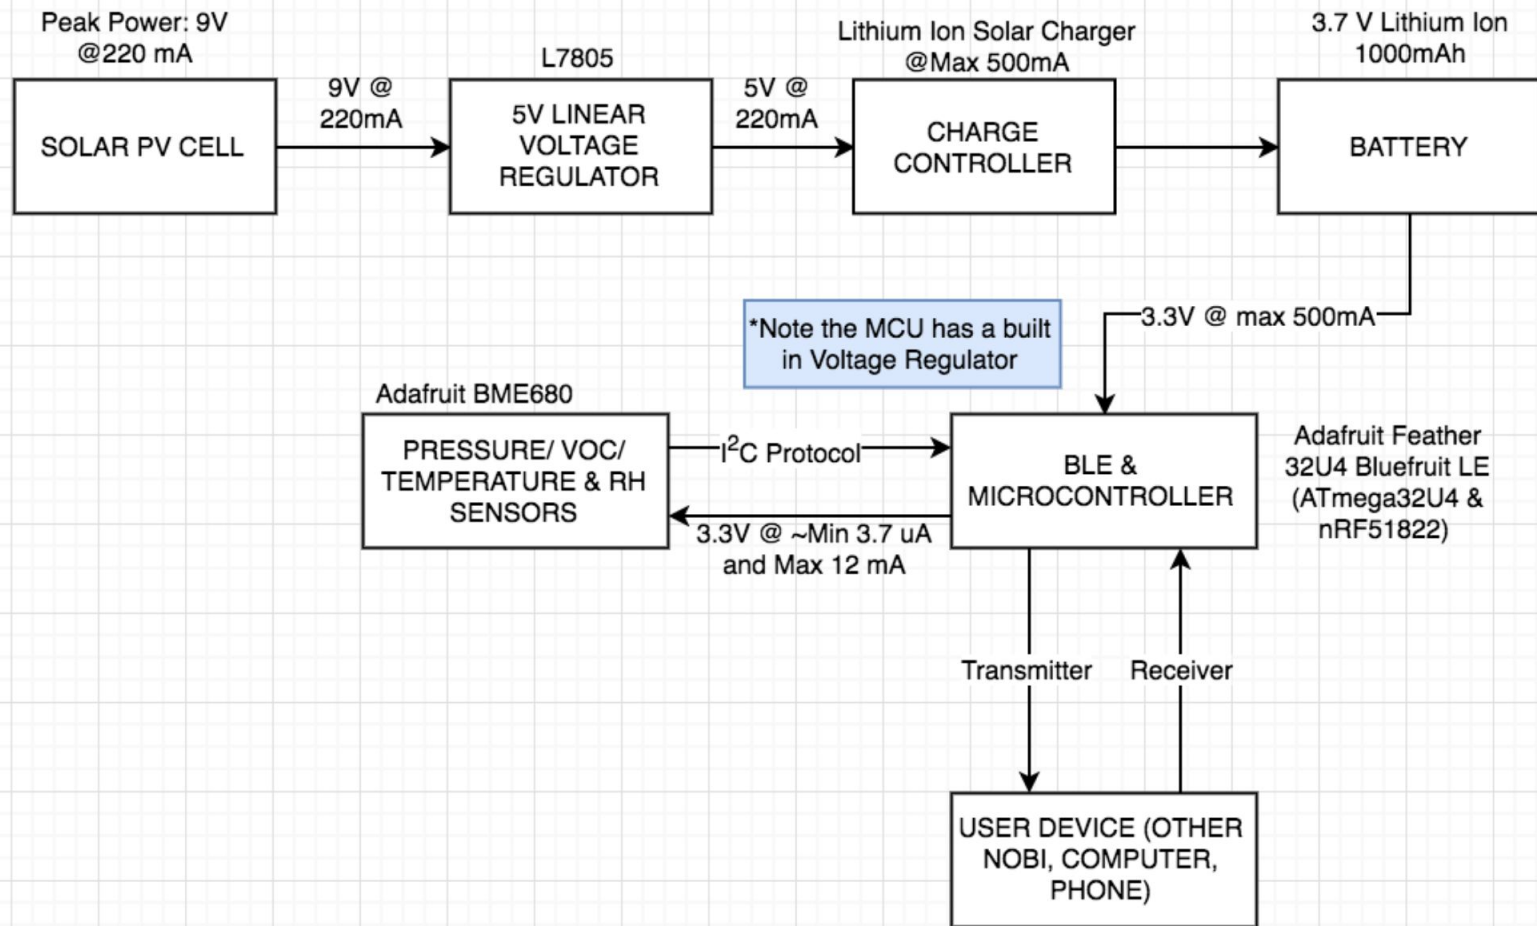 Peak Power: 9V
@220 mA
SOLAR PV CELL
9V @
220mA
L7805
5V LINEAR
VOLTAGE
REGULATOR
5V @
220mA
Lithium Ion Solar Charger
@Max 500mA
CHARGE
CONTROLLER
3.7 V Lithium Ion
1000mAh
BATTERY
3.3V @ max 500mA
*Note the MCU has a built
in Voltage Regulator
Adafruit BME680
PRESSURE/ VOC/
TEMPERATURE & RH
SENSORS
I²C Protocol
3.3V @ ~Min 3.7 uA
and Max 12 mA
BLE &
MICROCONTROLLER
Adafruit Feather
32U4 Bluefruit LE
(ATmega32U4 &
nRF51822)
Transmitter
Receiver
USER DEVICE (OTHER
NOBI, COMPUTER,
PHONE)